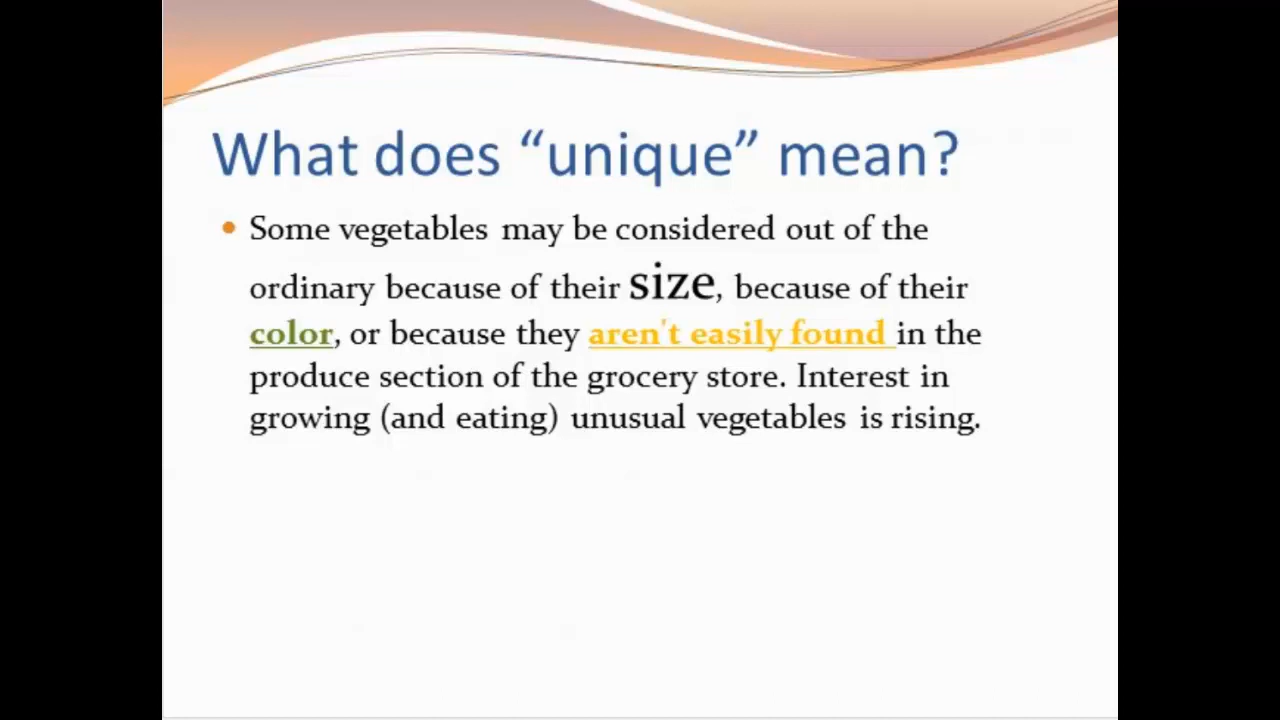 What does “unique” mean?
• Some vegetables may be considered out of the
ordinary because of their size, because of their
color, or because they aren't easily found in the
produce section of the grocery store. Interest in
growing (and eating) unusual vegetables is rising.